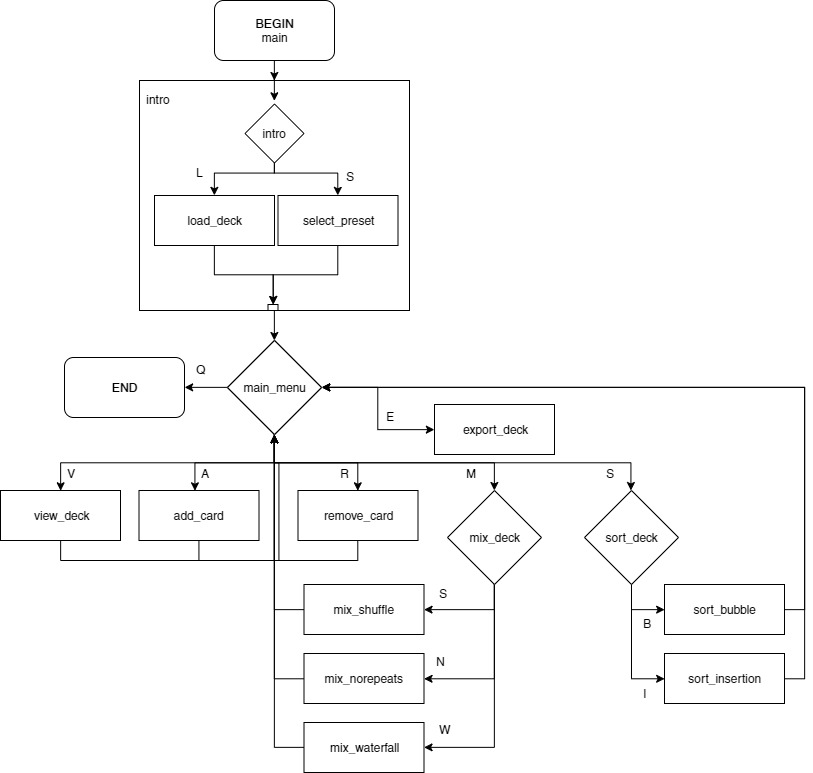 BEGIN
main
intro
intro
L
S
load_deck
select_preset
Q
END
main_menu
E
export_deck
V
A
R
M
S
view_deck
add_card
remove_card
mix_deck
sort_deck
S
mix_shuffle
sort_bubble
B
N
mix_norepeats
sort_insertion
I
W
mix_waterfall